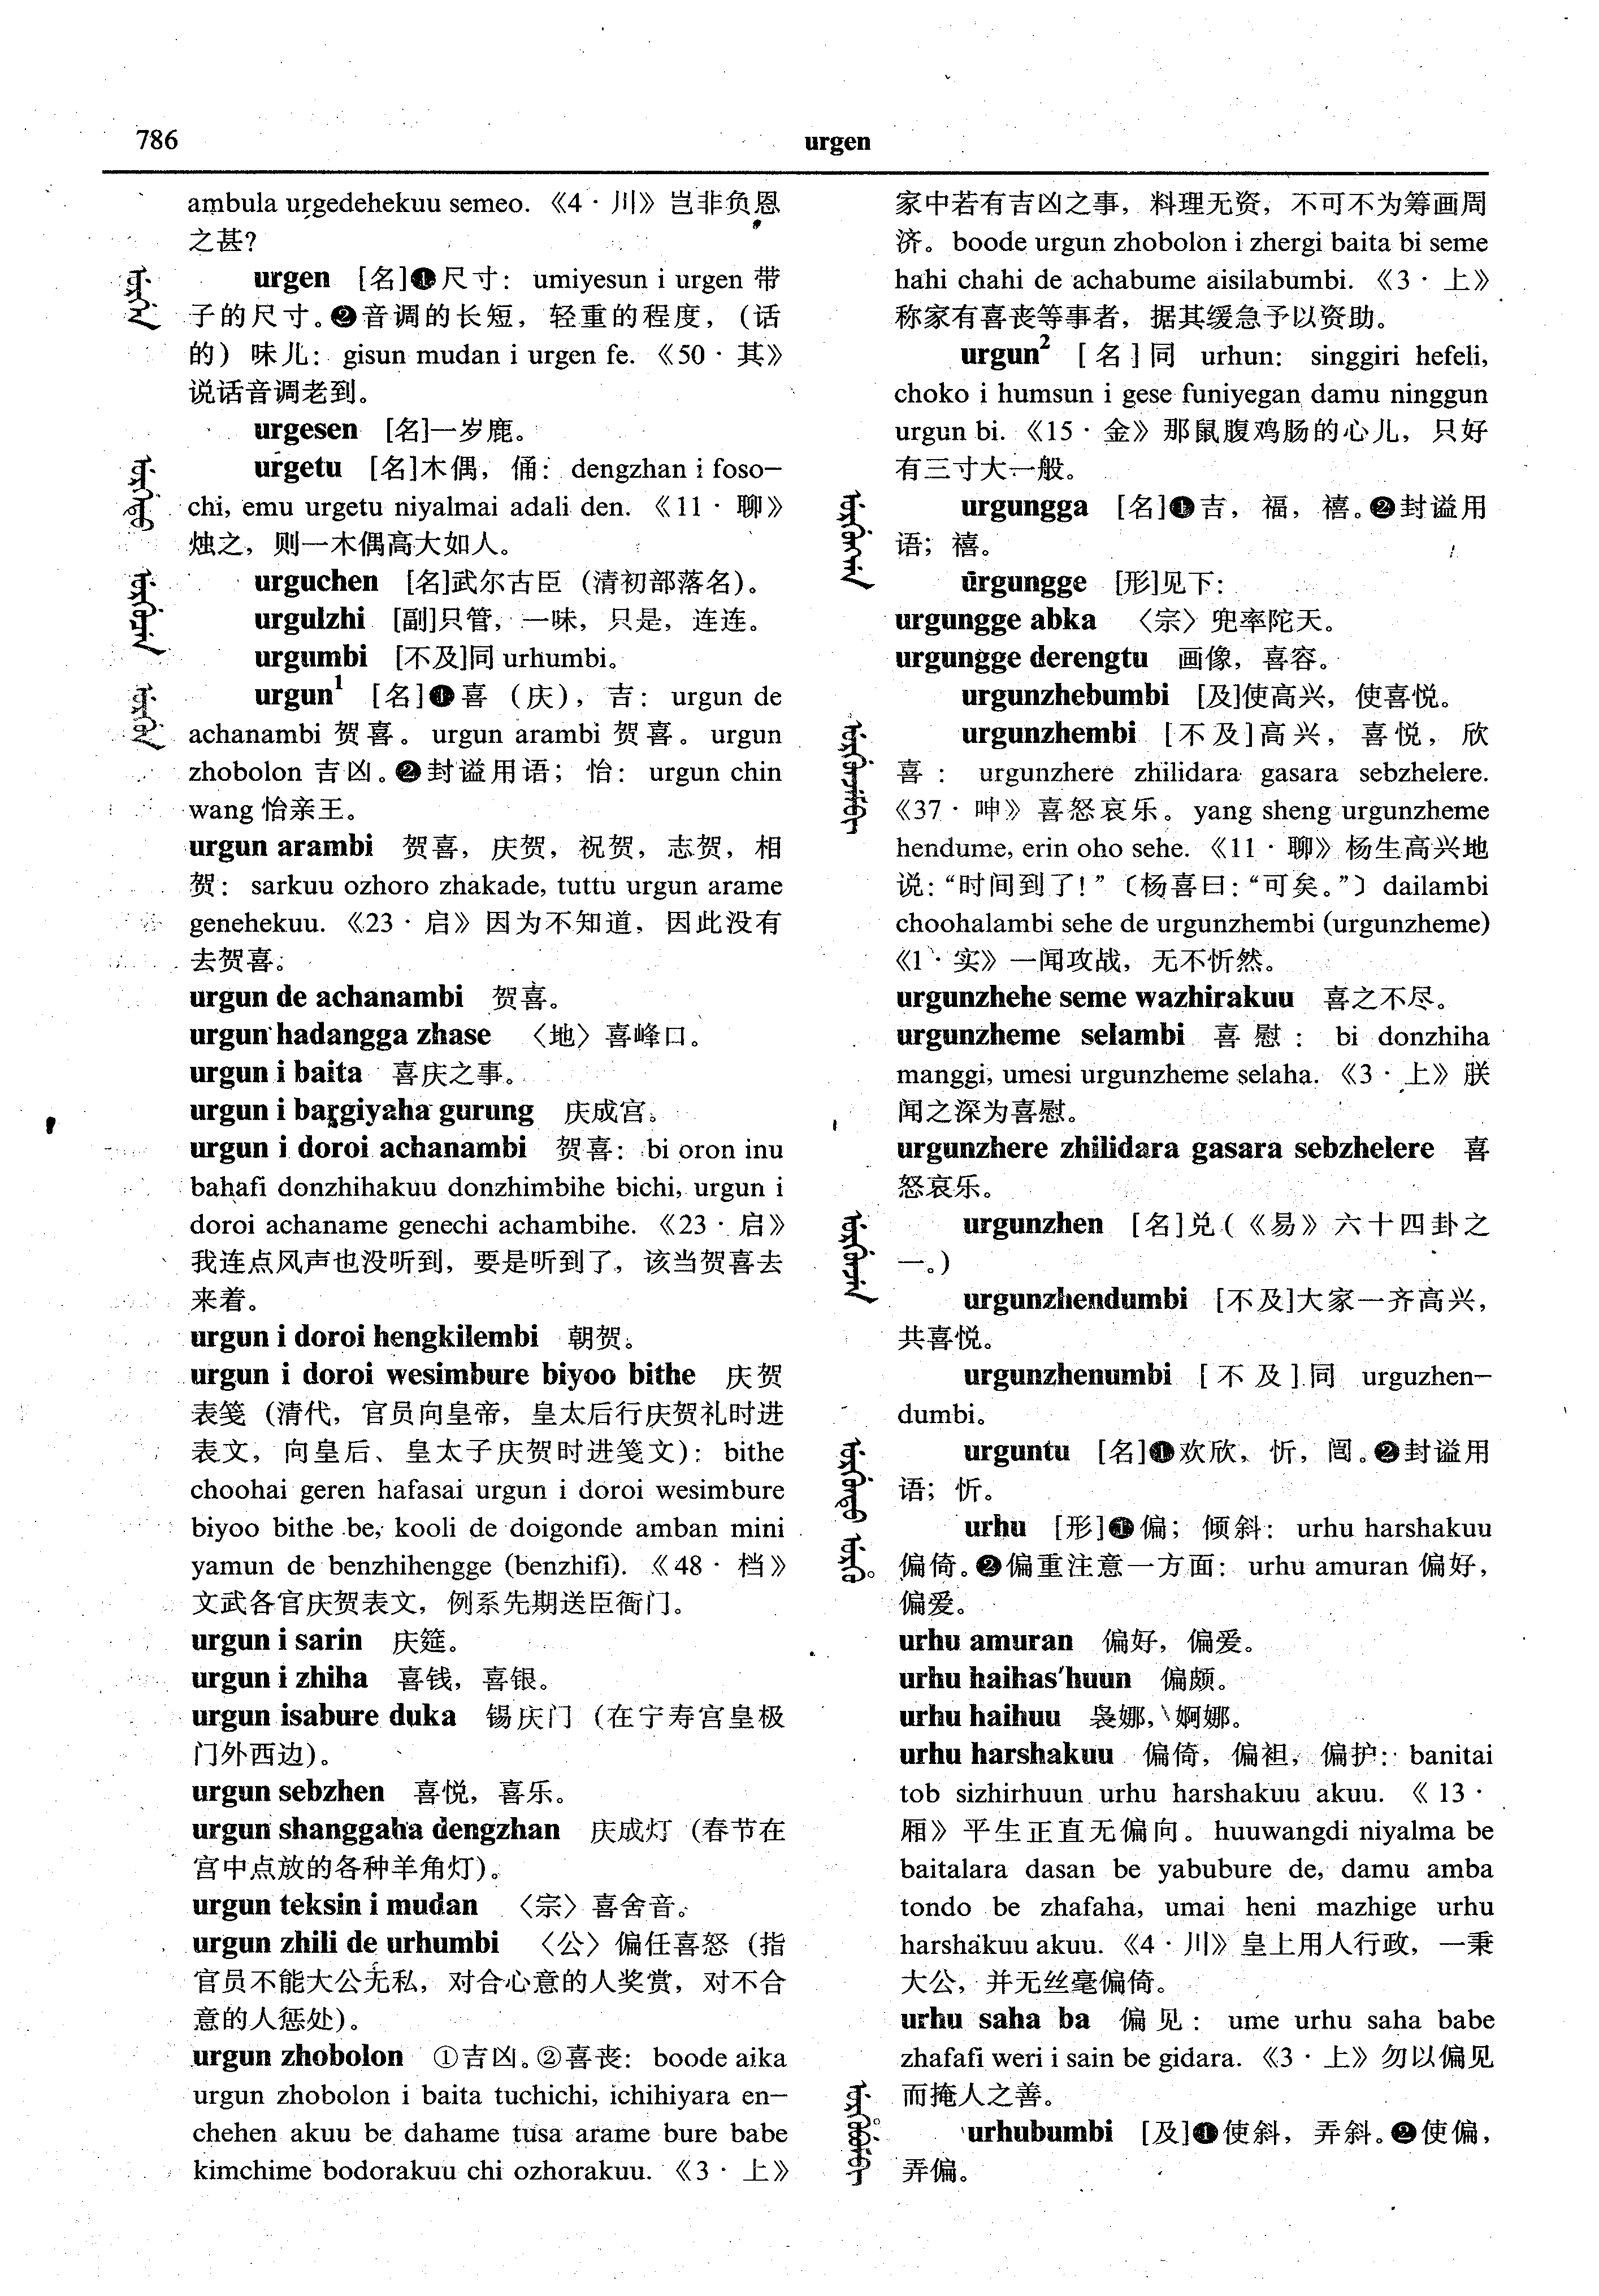 786
urgen
ambula urgedehekuu semeo. 《4 · 川》岂非负恩
之甚?
urgen [名]❶尺寸: umiyesun i urgen 带
子的尺寸。❷音调的长短, 轻重的程度, (话
的) 味儿: gisun mudan i urgen fe. 《50 · 其》
说话音调老到。
urgesen [名]一岁鹿。
urgetu [名]木偶, 俑: dengzhan i foso–
chi, emu urgetu niyalmai adali den. 《11 · 聊》
烛之, 则一木偶高大如人。
urguchen [名]武尔古臣 (清初部落名)。
urgulzhi [副]只管, 一味, 只是, 连连。
urgumbi [不及]同 urhumbi。
urgun¹ [名]❶喜 (庆), 吉: urgun de
achanambi 贺喜。urgun arambi 贺喜。urgun
zhobolon 吉凶。❷封谥用语; 怡: urgun chin
wang 怡亲王。
urgun arambi 贺喜, 庆贺, 祝贺, 志贺, 相
贺: sarkuu ozhoro zhakade, tuttu urgun arame
genehekuu. 《23 · 启》因为不知道, 因此没有
去贺喜。
urgun de achanambi 贺喜。
urgun hadangga zhase 〈地〉喜峰口。
urgun i baita 喜庆之事。
urgun i bargiyaha gurung 庆成宫。
urgun i doroi achanambi 贺喜: bi oron inu
bahafi donzhihakuu donzhimbihe bichi, urgun i
doroi achaname genechi achambihe. 《23 · 启》
我连点风声也没听到, 要是听到了, 该当贺喜去
来着。
urgun i doroi hengkilembi 朝贺。
urgun i doroi wesimbure biyoo bithe 庆贺
表笺 (清代, 官员向皇帝, 皇太后行庆贺礼时进
表文, 向皇后、皇太子庆贺时进笺文): bithe
choohai geren hafasai urgun i doroi wesimbure
biyoo bithe be, kooli de doigonde amban mini
yamun de benzhihengge (benzhifi). 《48 · 档》
文武各官庆贺表文, 例系先期送臣衙门。
urgun i sarin 庆筵。
urgun i zhiha 喜钱, 喜银。
urgun isabure duka 锡庆门 (在宁寿宫皇极
门外西边)。
urgun sebzhen 喜悦, 喜乐。
urgun shanggaha dengzhan 庆成灯 (春节在
宫中点放的各种羊角灯)。
urgun teksin i mudan 〈宗〉喜舍音。
urgun zhili de urhumbi 〈公〉偏任喜怒 (指
官员不能大公无私, 对合心意的人奖赏, 对不合
意的人惩处)。
urgun zhobolon ①吉凶。②喜丧: boode aika
urgun zhobolon i baita tuchichi, ichihiyara en–
chehen akuu be dahame tusa arame bure babe
kimchime bodorakuu chi ozhorakuu. 《3 · 上》
家中若有吉凶之事, 料理无资, 不可不为筹画周
济。boode urgun zhobolon i zhergi baita bi seme
hahi chahi de achabume aisilabumbi. 《3 · 上》
称家有喜丧等事者, 据其缓急予以资助。
urgun² [名]同 urhun: singgiri hefeli,
choko i humsun i gese funiyegan damu ninggun
urgun bi. 《15 · 金》那鼠腹鸡肠的心儿, 只好
有三寸大一般。
urgungga [名]❶吉, 福, 禧。❷封谥用
语; 禧。
urgungge [形]见下:
urgungge abka 〈宗〉兜率陀天。
urgungge derengtu 画像, 喜容。
urgunzhebumbi [及]使高兴, 使喜悦。
urgunzhembi [不及]高兴, 喜悦, 欣
喜: urgunzhere zhilidara gasara sebzhelere.
《37 · 呻》喜怒哀乐。yang sheng urgunzheme
hendume, erin oho sehe. 《11 · 聊》杨生高兴地
说: “时间到了! ” 〔杨喜曰: “可矣。”〕 dailambi
choohalambi sehe de urgunzhembi (urgunzheme)
《1 · 实》一闻攻战, 无不忻然。
urgunzhehe seme wazhirakuu 喜之不尽。
urgunzheme selambi 喜慰: bi donzhiha
manggi, umesi urgunzheme selaha. 《3 · 上》朕
闻之深为喜慰。
urgunzhere zhilidara gasara sebzhelere 喜
怒哀乐。
urgunzhen [名]兑(《易》六十四卦之
一。)
urgunzhendumbi [不及]大家一齐高兴,
共喜悦。
urgunzhenumbi [不及]同 urguzhen–
dumbi。
urguntu [名]❶欢欣、忻, 訚。❷封谥用
语; 忻。
urhu [形]❶偏; 倾斜: urhu harshakuu
偏倚。❷偏重注意一方面: urhu amuran 偏好,
偏爱。
urhu amuran 偏好, 偏爱。
urhu haihas'huun 偏颇。
urhu haihuu 袅娜, 婀娜。
urhu harshakuu 偏倚, 偏袒, 偏护: banitai
tob sizhirhuun urhu harshakuu akuu. 《13 ·
厢》平生正直无偏向。huuwangdi niyalma be
baitalara dasan be yabubure de, damu amba
tondo be zhafaha, umai heni mazhige urhu
harshakuu akuu. 《4 · 川》皇上用人行政, 一秉
大公, 并无丝毫偏倚。
urhu saha ba 偏见: ume urhu saha babe
zhafafi weri i sain be gidara. 《3 · 上》勿以偏见
而掩人之善。
urhubumbi [及]❶使斜, 弄斜。❷使偏,
弄偏。